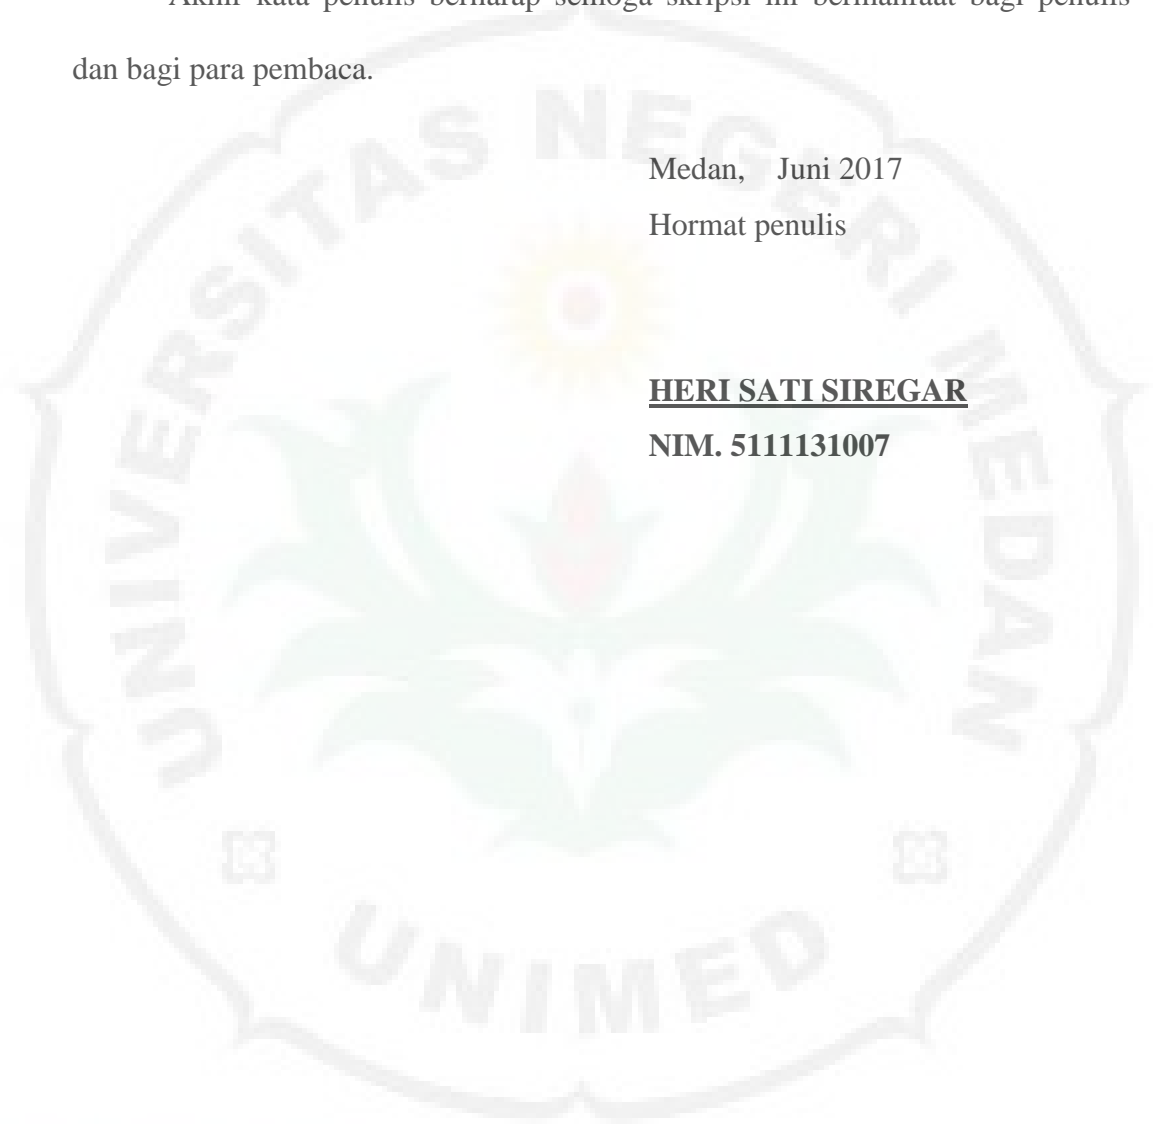 Akhir kata penulis berharap semoga skripsi ini bermanfaat bagi penulis
dan bagi para pembaca.
Medan, Juni 2017
Hormat penulis
HERI SATI SIREGAR
NIM. 5111131007
UNIVERSITAS NEGERI MEDAN
UNIMED